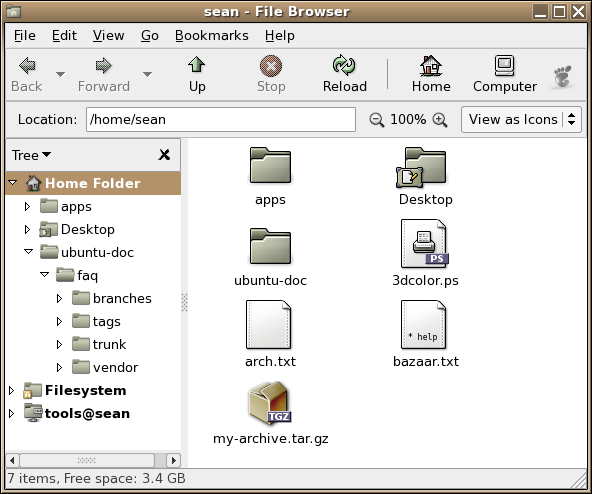 sean - File Browser
File Edit View Go Bookmarks Help
Back Forward Up Stop Reload Home Computer
Location: /home/sean 100% View as Icons
Tree
Home Folder
apps
Desktop
ubuntu-doc
faq
branches
tags
trunk
vendor
Filesystem
tools@sean
apps Desktop
ubuntu-doc
PS
3dcolor.ps
* help
arch.txt bazaar.txt
TGZ
my-archive.tar.gz
7 items, Free space: 3.4 GB